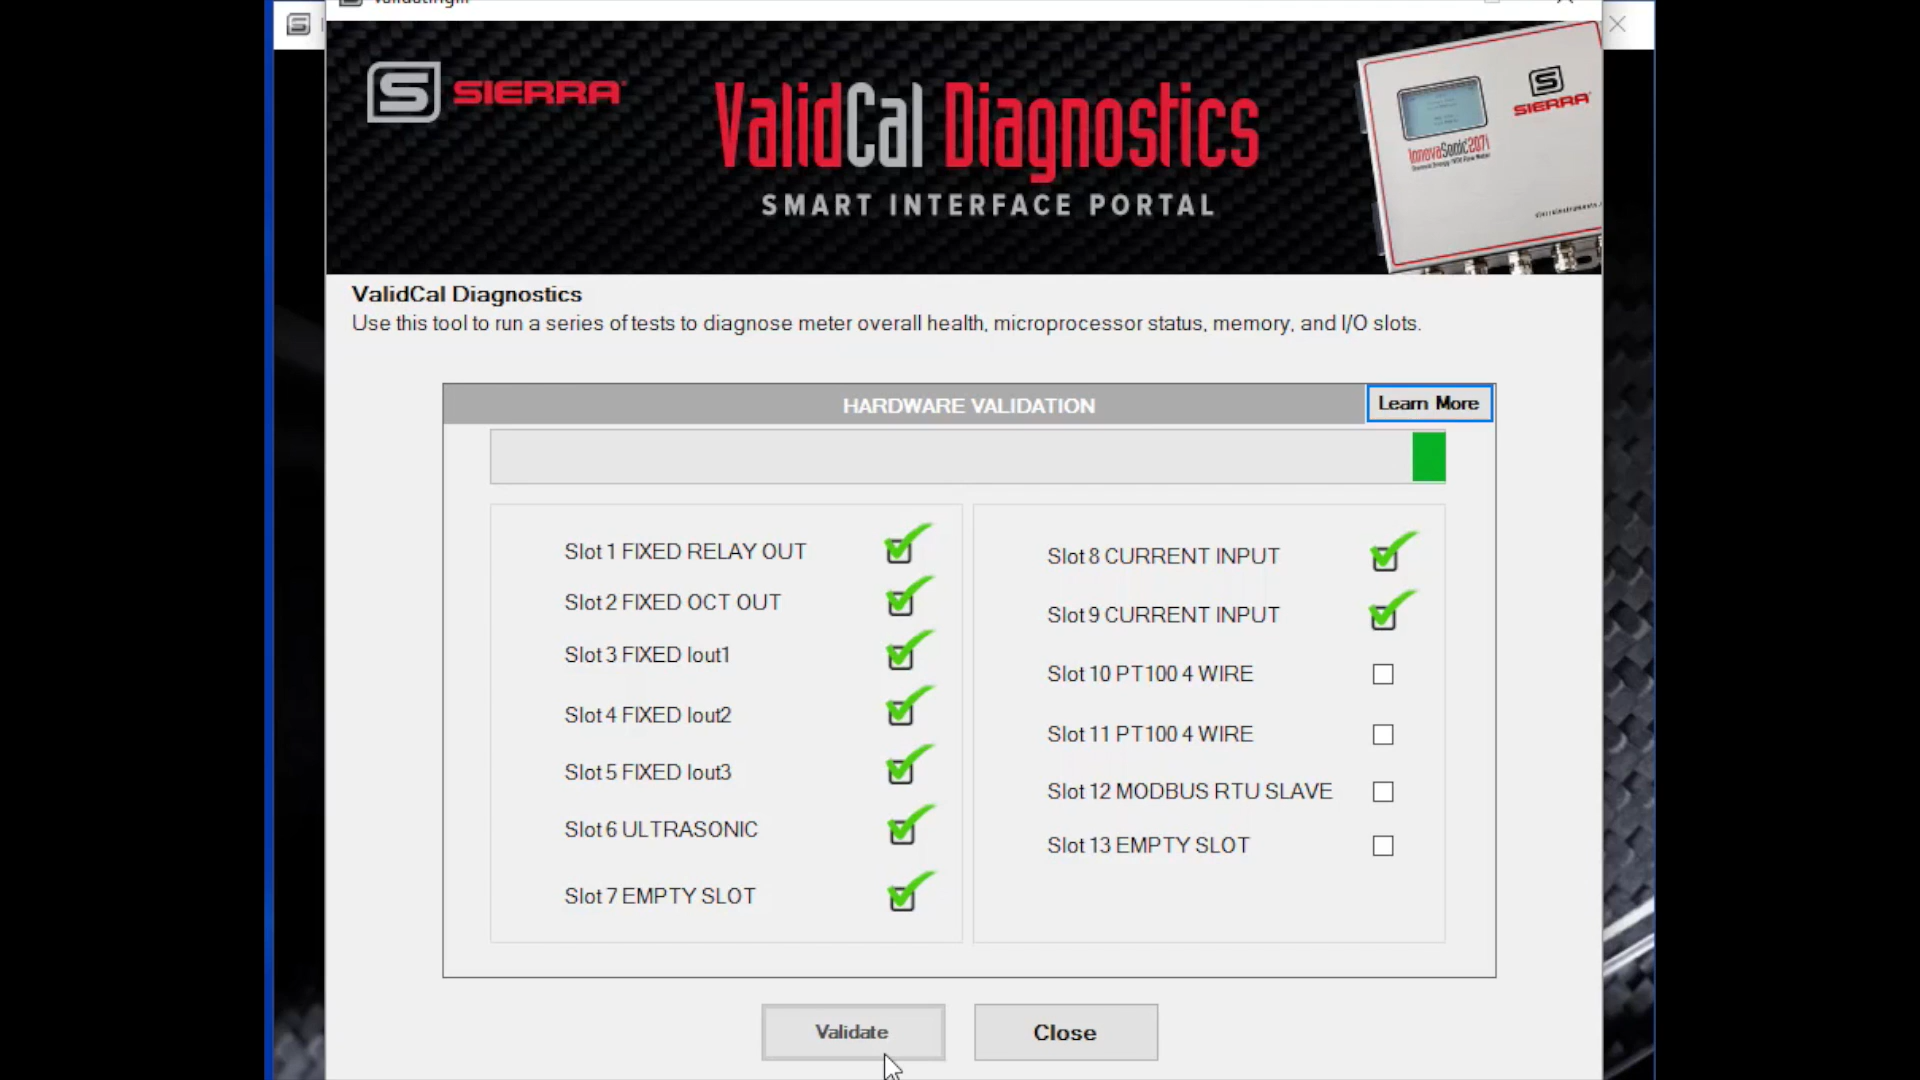 SIERRA
ValidCal Diagnostics
SMART INTERFACE PORTAL
SIERRA
InnovaSonic 207i
ValidCal Diagnostics
Use this tool to run a series of tests to diagnose meter overall health, microprocessor status, memory, and I/O slots.
HARDWARE VALIDATION
Learn More
Slot 1 FIXED RELAY OUT
Slot 2 FIXED OCT OUT
Slot 3 FIXED Iout1
Slot 4 FIXED Iout2
Slot 5 FIXED Iout3
Slot 6 ULTRASONIC
Slot 7 EMPTY SLOT
Slot 8 CURRENT INPUT
Slot 9 CURRENT INPUT
Slot 10 PT100 4 WIRE
Slot 11 PT100 4 WIRE
Slot 12 MODBUS RTU SLAVE
Slot 13 EMPTY SLOT
Validate
Close